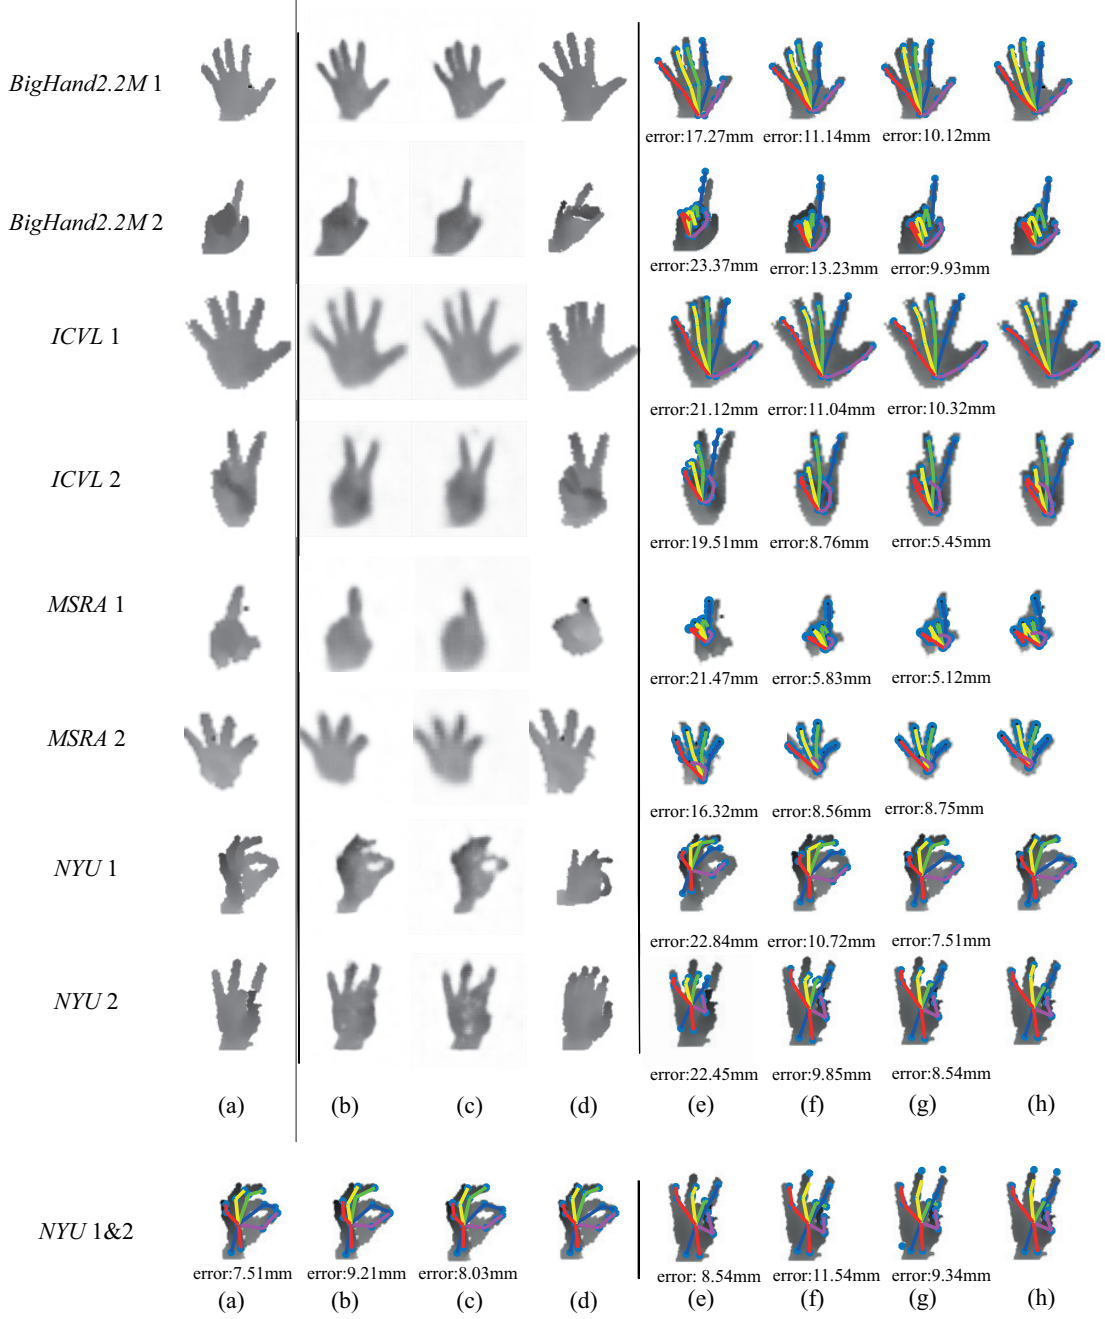 BigHand2.2M 1
error:17.27mm error:11.14mm error:10.12mm
BigHand2.2M 2
error:23.37mm error:13.23mm error:9.93mm
ICVL 1
error:21.12mm error:11.04mm error:10.32mm
ICVL 2
error:19.51mm error:8.76mm error:5.45mm
MSRA 1
error:21.47mm error:5.83mm error:5.12mm
MSRA 2
error:16.32mm error:8.56mm error:8.75mm
NYU 1
error:22.84mm error:10.72mm error:7.51mm
NYU 2
error:22.45mm error:9.85mm error:8.54mm
(a) (b) (c) (d) (e) (f) (g) (h)
NYU 1&2
error:7.51mm error:9.21mm error:8.03mm error: 8.54mm error:11.54mm error:9.34mm
(a) (b) (c) (d) (e) (f) (g) (h)